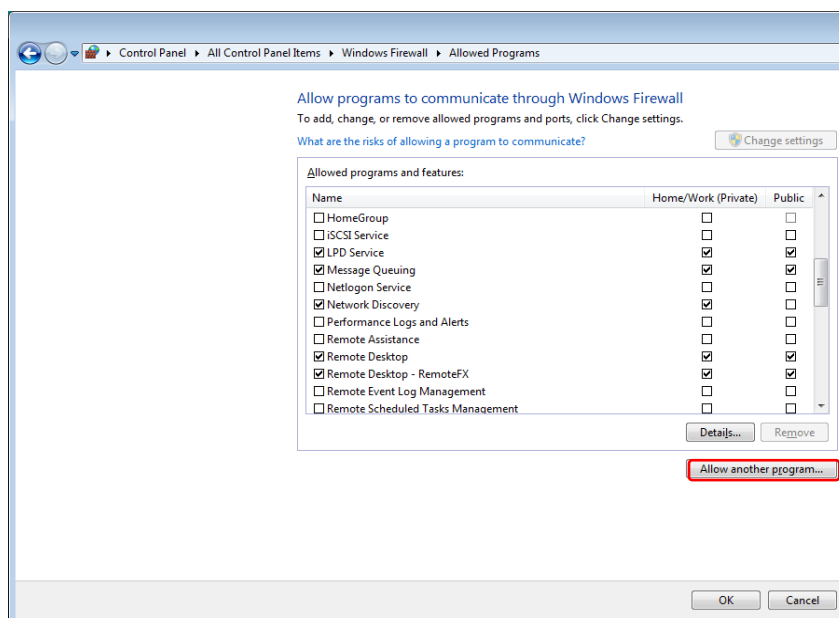 Control Panel ▸ All Control Panel Items ▸ Windows Firewall ▸ Allowed Programs
Allow programs to communicate through Windows Firewall
To add, change, or remove allowed programs and ports, click Change settings.
What are the risks of allowing a program to communicate?
Change settings
Allowed programs and features:
Name Home/Work (Private) Public
HomeGroup
iSCSI Service
LPD Service
Message Queuing
Netlogon Service
Network Discovery
Performance Logs and Alerts
Remote Assistance
Remote Desktop
Remote Desktop - RemoteFX
Remote Event Log Management
Remote Scheduled Tasks Management
Details... Remove
Allow another program...
OK Cancel